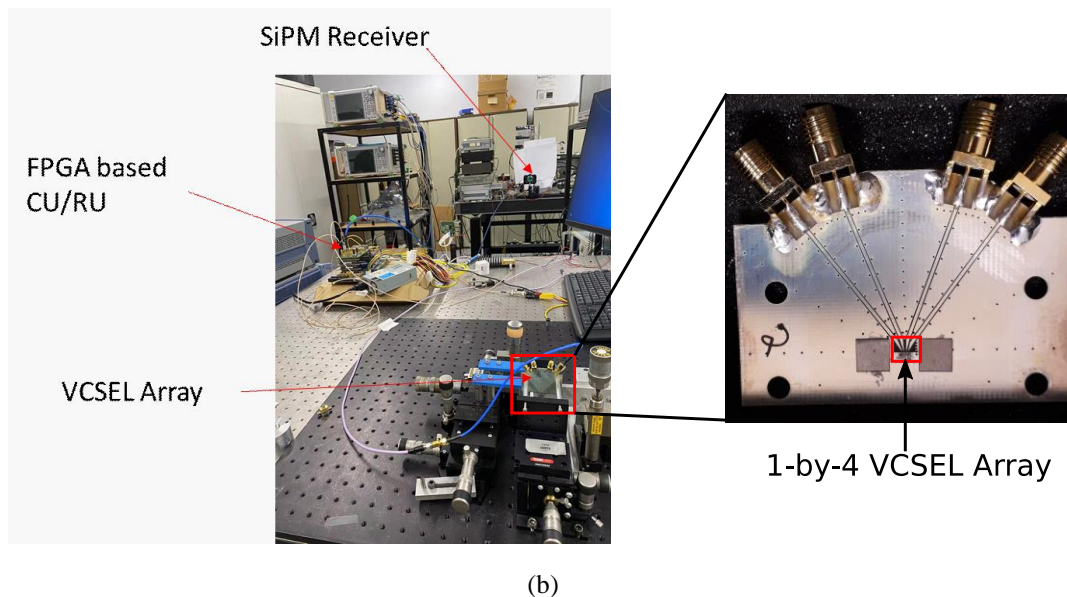 SiPM Receiver
FPGA based
CU/RU
VCSEL Array
1-by-4 VCSEL Array
(b)